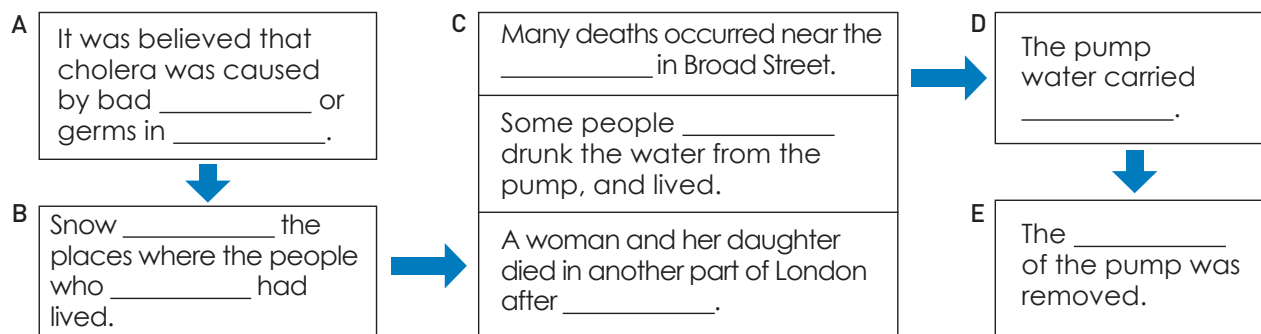 A
It was believed that
cholera was caused
by bad ___________ or
germs in ___________.
B
Snow ___________ the
places where the people
who __________ had
lived.
C
Many deaths occurred near the
___________ in Broad Street.
Some people ___________
drunk the water from the
pump, and lived.
A woman and her daughter
died in another part of London
after ___________.
D
The pump
water carried
___________.
E
The ___________
of the pump was
removed.